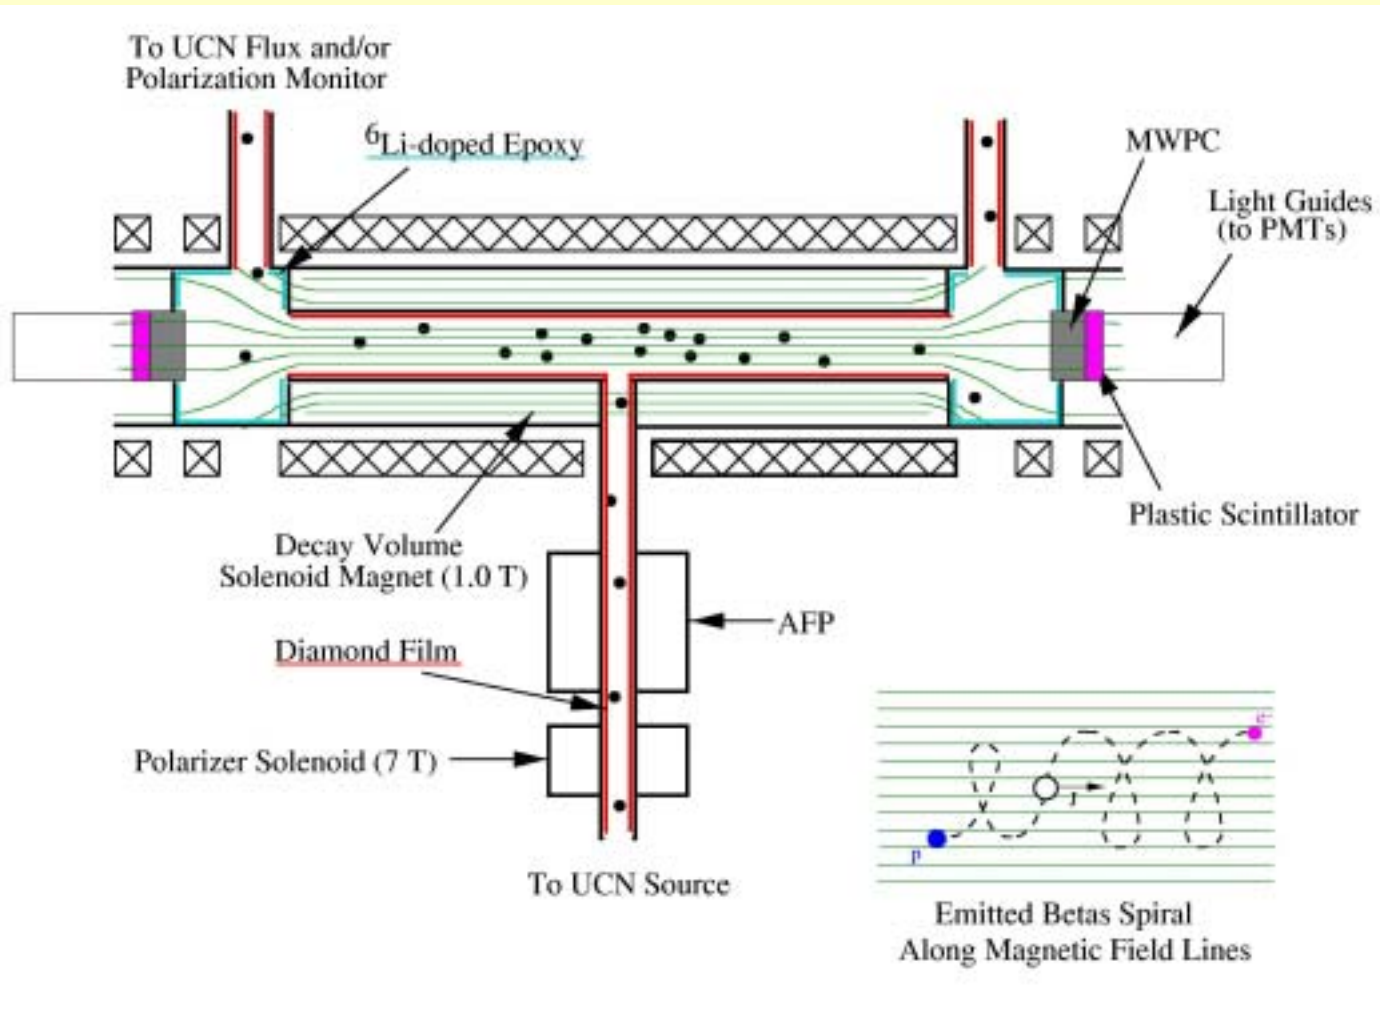 To UCN Flux and/or
Polarization Monitor
6Li-doped Epoxy
MWPC
Light Guides
(to PMTs)
Plastic Scintillator
Decay Volume
Solenoid Magnet (1.0 T)
AFP
Diamond Film
Polarizer Solenoid (7 T)
To UCN Source
p
J
e-
Emitted Betas Spiral
Along Magnetic Field Lines